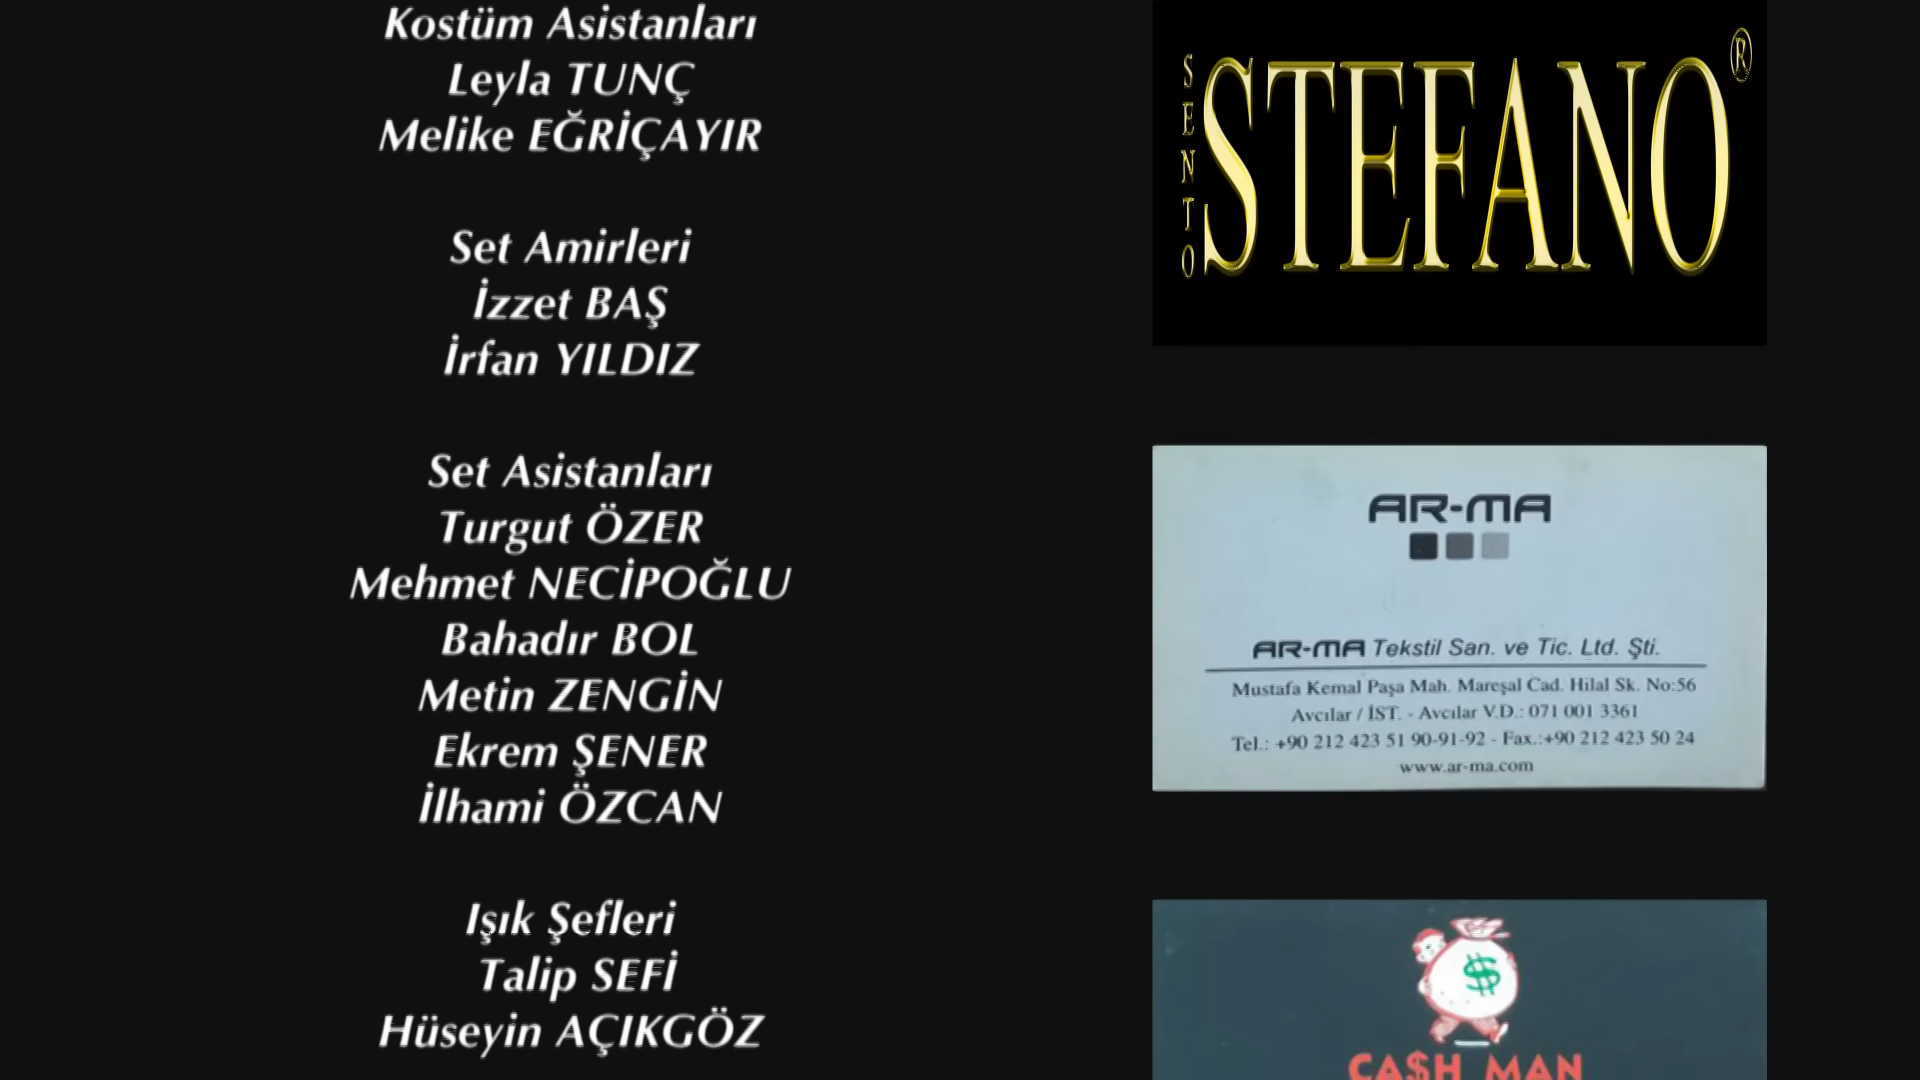 Kostüm Asistanları
Leyla TUNÇ
Melike EĞRİÇAYIR
Set Amirleri
İzzet BAŞ
İrfan YILDIZ
Set Asistanları
Turgut ÖZER
Mehmet NECİPOĞLU
Bahadır BOL
Metin ZENGİN
Ekrem ŞENER
İlhami ÖZCAN
Işık Şefleri
Talip SEFİ
Hüseyin AÇIKGÖZ
SENTO
STEFANO®
AR-MA
AR-MA Tekstil San. ve Tic. Ltd. Şti.
Mustafa Kemal Paşa Mah. Mareşal Cad. Hilal Sk. No:56
Avcılar / İST. - Avcılar V.D.: 071 001 3361
Tel.: +90 212 423 51 90-91-92 - Fax.:+90 212 423 50 24
www.ar-ma.com
$
CA$H MAN